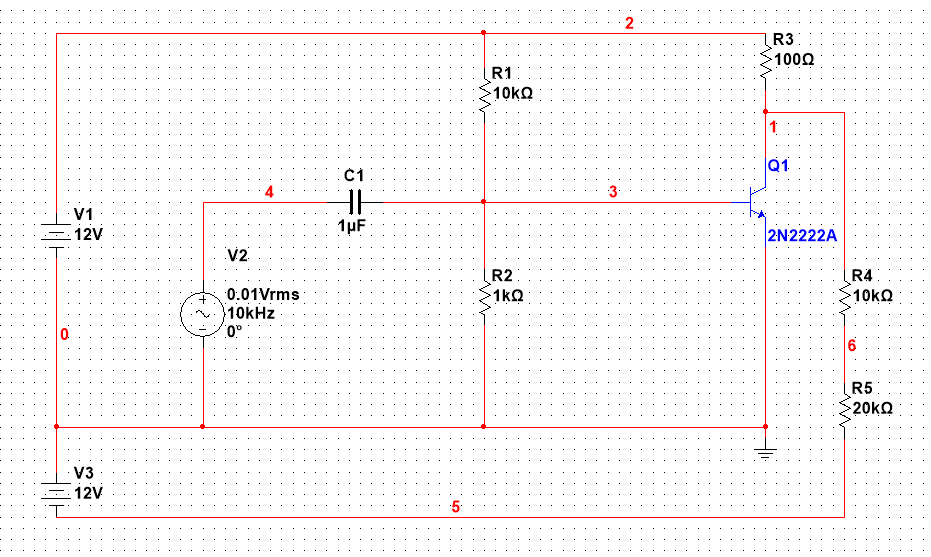 2
R3
100Ω
R1
10kΩ
1
Q1
C1
4
3
1µF
V1
12V
2N2222A
V2
R2
1kΩ
R4
10kΩ
0.01Vrms
10kHz
0°
0
6
R5
20kΩ
V3
12V
5